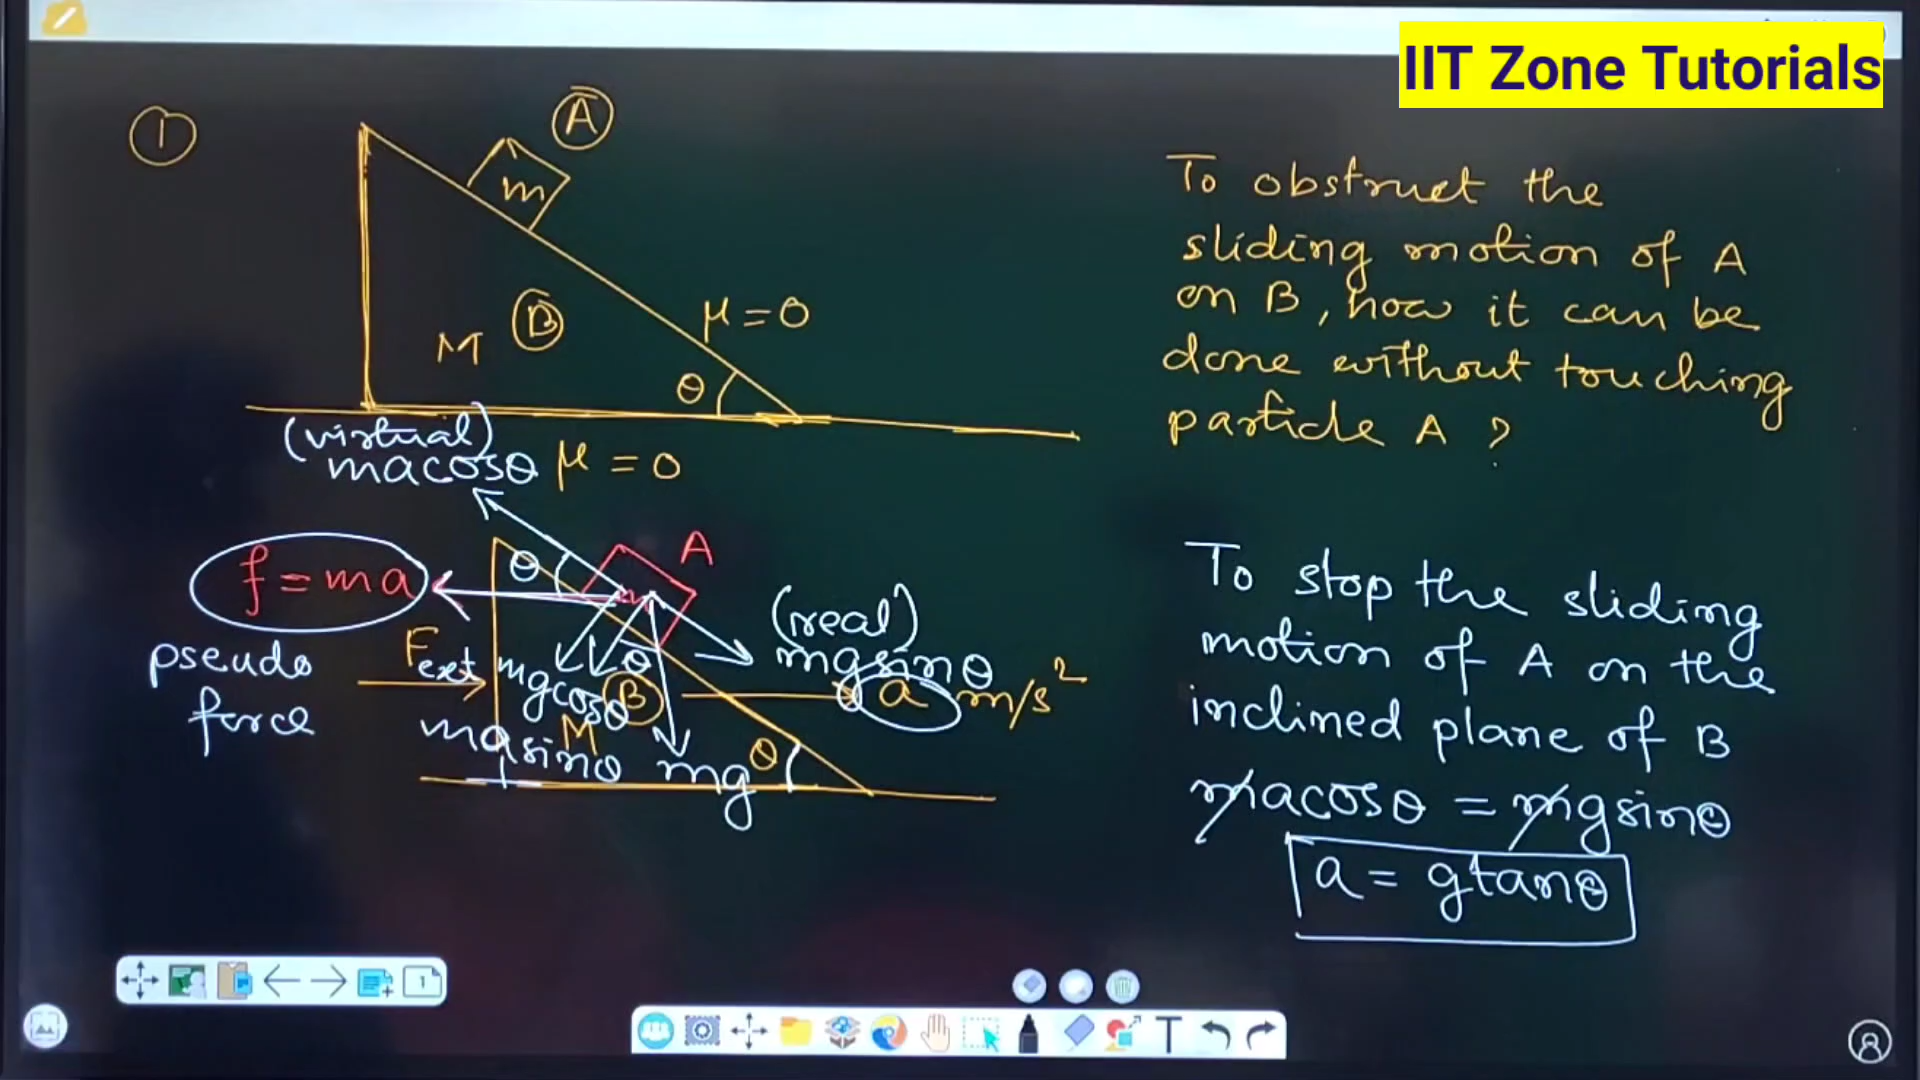 IIT Zone Tutorials
1
A
m
μ = 0
M B
θ
μ = 0
To obstruct the
sliding motion of A
on B, how it can be
done without touching
particle A ?
(virtual)
macosθ
θ
A
f = ma
m
pseudo
force
Fext
mgcosθ
θ
B
M
masinθ
mg
θ
(real)
mgsinθ
a m/s²
To stop the sliding
motion of A on the
inclined plane of B
macosθ = mgsinθ
a = gtanθ
1
T